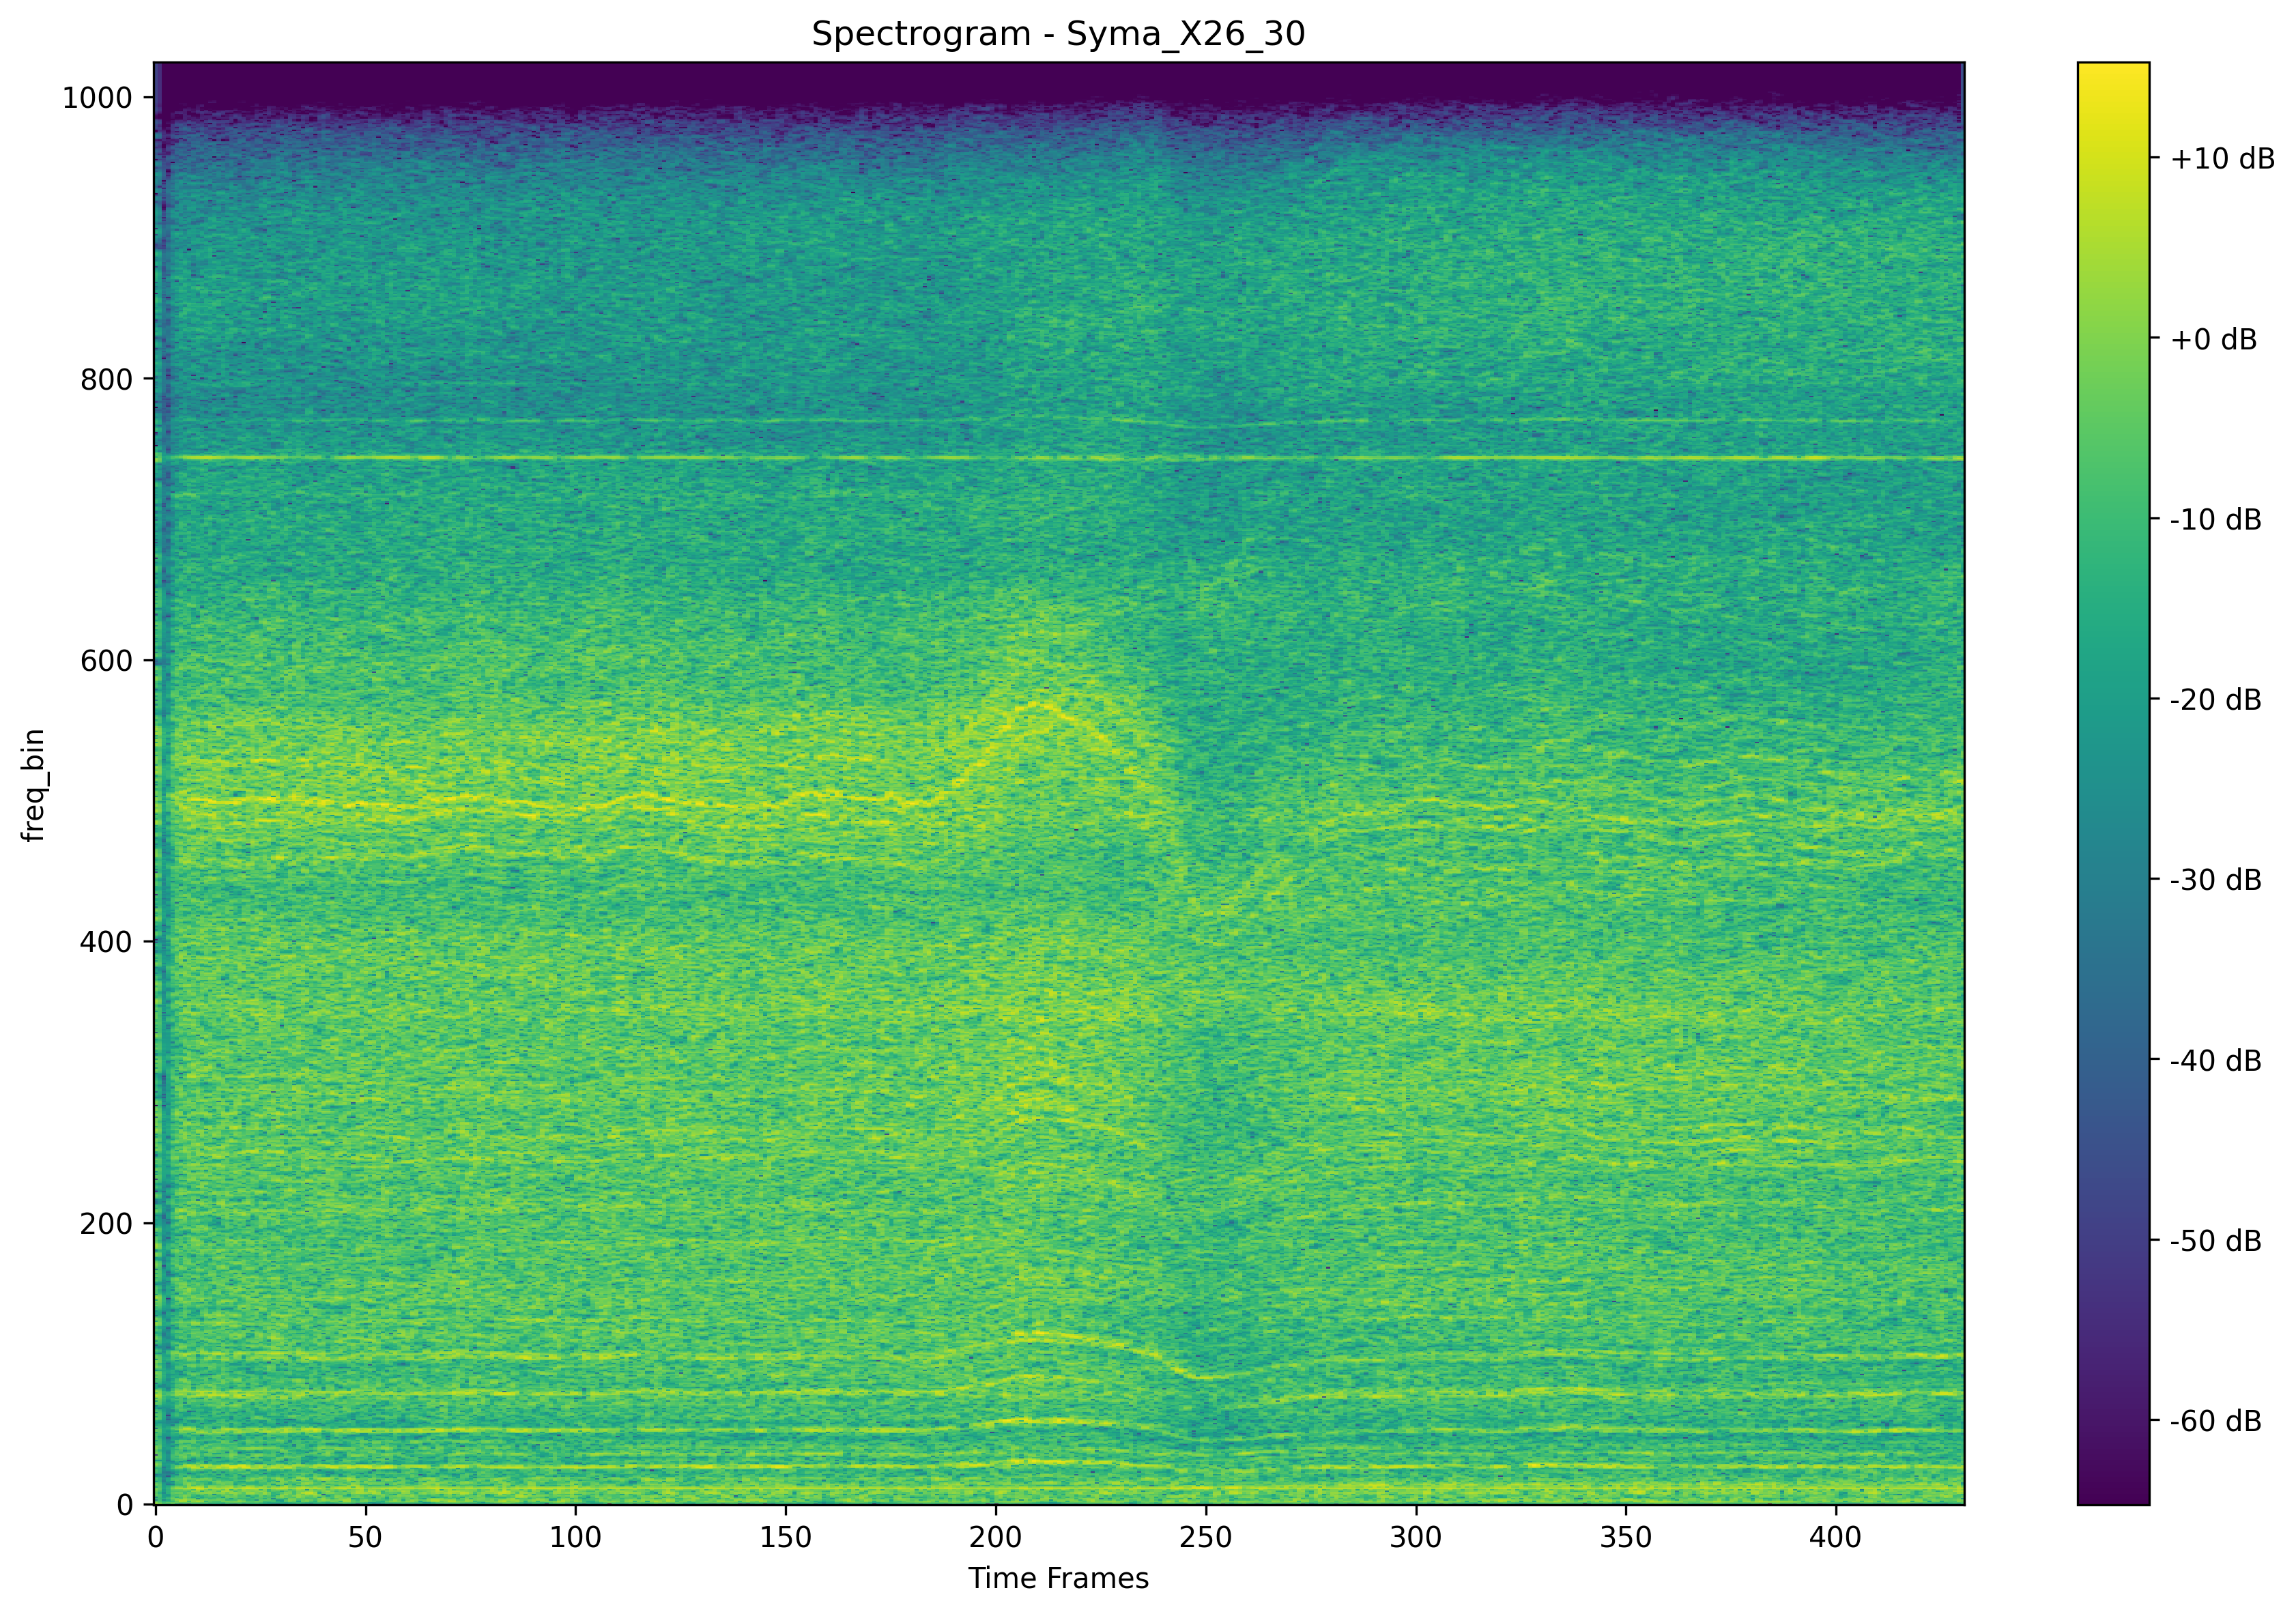 Spectrogram - Syma_X26_30
1000
800
600
400
200
0
freq_bin
0 50 100 150 200 250 300 350 400
Time Frames
+10 dB
+0 dB
-10 dB
-20 dB
-30 dB
-40 dB
-50 dB
-60 dB